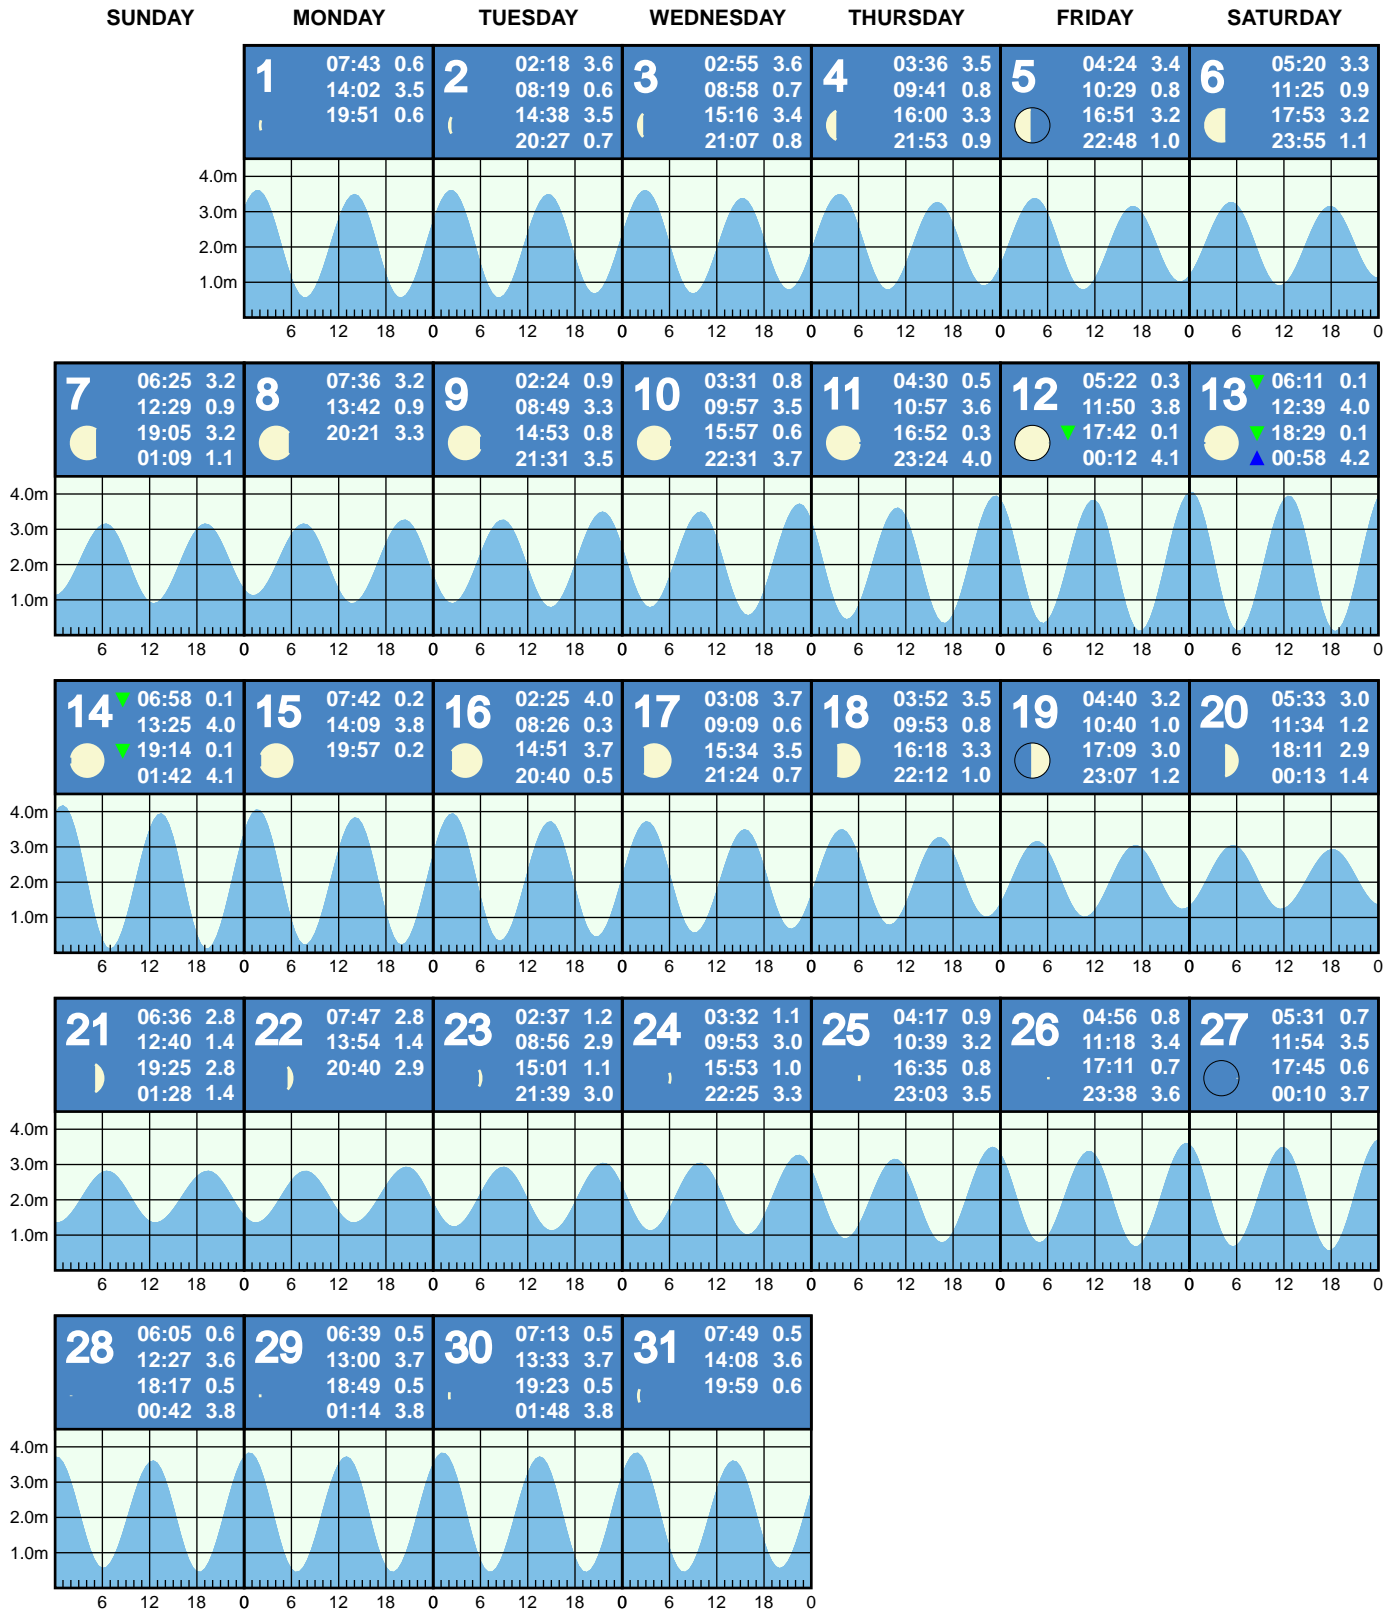 SUNDAY MONDAY TUESDAY WEDNESDAY THURSDAY FRIDAY SATURDAY
1 07:43 0.6
14:02 3.5
19:51 0.6
2 02:18 3.6
08:19 0.6
14:38 3.5
20:27 0.7
3 02:55 3.6
08:58 0.7
15:16 3.4
21:07 0.8
4 03:36 3.5
09:41 0.8
16:00 3.3
21:53 0.9
5 04:24 3.4
10:29 0.8
16:51 3.2
22:48 1.0
6 05:20 3.3
11:25 0.9
17:53 3.2
23:55 1.1
4.0m
3.0m
2.0m
1.0m
6 12 18 0 6 12 18 0 6 12 18 0 6 12 18 0 6 12 18 0 6 12 18 0
7 06:25 3.2
12:29 0.9
19:05 3.2
01:09 1.1
8 07:36 3.2
13:42 0.9
20:21 3.3
9 02:24 0.9
08:49 3.3
14:53 0.8
21:31 3.5
10 03:31 0.8
09:57 3.5
15:57 0.6
22:31 3.7
11 04:30 0.5
10:57 3.6
16:52 0.3
23:24 4.0
12 05:22 0.3
11:50 3.8
17:42 0.1
00:12 4.1
13 06:11 0.1
12:39 4.0
18:29 0.1
00:58 4.2
4.0m
3.0m
2.0m
1.0m
6 12 18 0 6 12 18 0 6 12 18 0 6 12 18 0 6 12 18 0 6 12 18 0 6 12 18 0
14 06:58 0.1
13:25 4.0
19:14 0.1
01:42 4.1
15 07:42 0.2
14:09 3.8
19:57 0.2
16 02:25 4.0
08:26 0.3
14:51 3.7
20:40 0.5
17 03:08 3.7
09:09 0.6
15:34 3.5
21:24 0.7
18 03:52 3.5
09:53 0.8
16:18 3.3
22:12 1.0
19 04:40 3.2
10:40 1.0
17:09 3.0
23:07 1.2
20 05:33 3.0
11:34 1.2
18:11 2.9
00:13 1.4
4.0m
3.0m
2.0m
1.0m
6 12 18 0 6 12 18 0 6 12 18 0 6 12 18 0 6 12 18 0 6 12 18 0 6 12 18 0
21 06:36 2.8
12:40 1.4
19:25 2.8
01:28 1.4
22 07:47 2.8
13:54 1.4
20:40 2.9
23 02:37 1.2
08:56 2.9
15:01 1.1
21:39 3.0
24 03:32 1.1
09:53 3.0
15:53 1.0
22:25 3.3
25 04:17 0.9
10:39 3.2
16:35 0.8
23:03 3.5
26 04:56 0.8
11:18 3.4
17:11 0.7
23:38 3.6
27 05:31 0.7
11:54 3.5
17:45 0.6
00:10 3.7
4.0m
3.0m
2.0m
1.0m
6 12 18 0 6 12 18 0 6 12 18 0 6 12 18 0 6 12 18 0 6 12 18 0 6 12 18 0
28 06:05 0.6
12:27 3.6
18:17 0.5
00:42 3.8
29 06:39 0.5
13:00 3.7
18:49 0.5
01:14 3.8
30 07:13 0.5
13:33 3.7
19:23 0.5
01:48 3.8
31 07:49 0.5
14:08 3.6
19:59 0.6
4.0m
3.0m
2.0m
1.0m
6 12 18 0 6 12 18 0 6 12 18 0 6 12 18 0